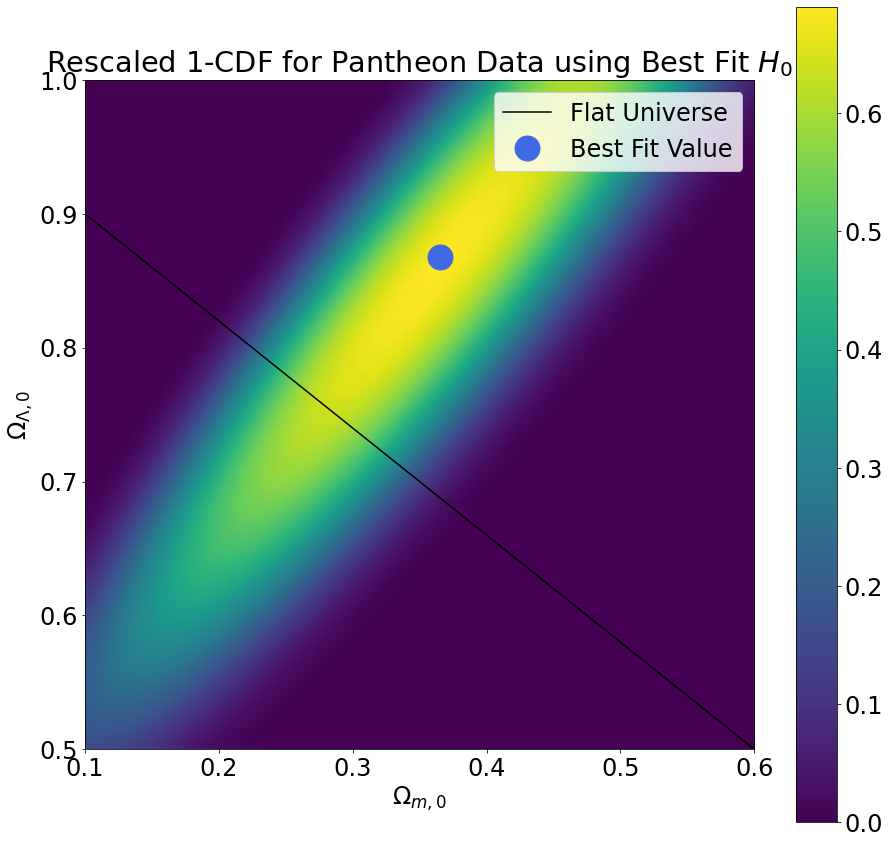 Rescaled 1-CDF for Pantheon Data using Best Fit H₀
Flat Universe
Best Fit Value
1.0
0.9
0.8
0.7
0.6
0.5
Ω_Λ,0
0.1 0.2 0.3 0.4 0.5 0.6
Ω_m,0
0.6
0.5
0.4
0.3
0.2
0.1
0.0